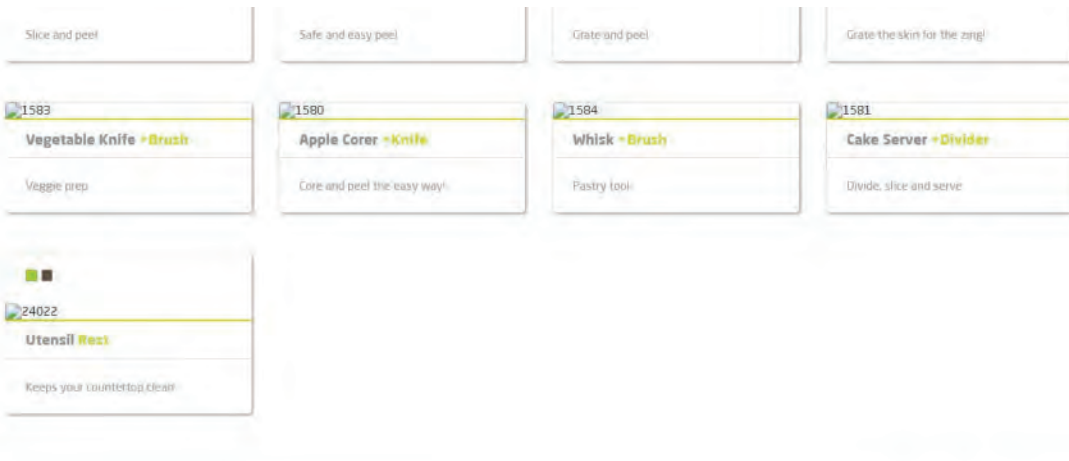 Slice and peel
Safe and easy peel
Grate and peel
Grate the skin for the zing!
1583
1580
1584
1581
Vegetable Knife +Brush
Apple Corer +Knife
Whisk +Brush
Cake Server +Divider
Veggie prep
Core and peel the easy way!
Pastry tool
Divide, slice and serve
24022
Utensil Rest
Keeps your countertop clean